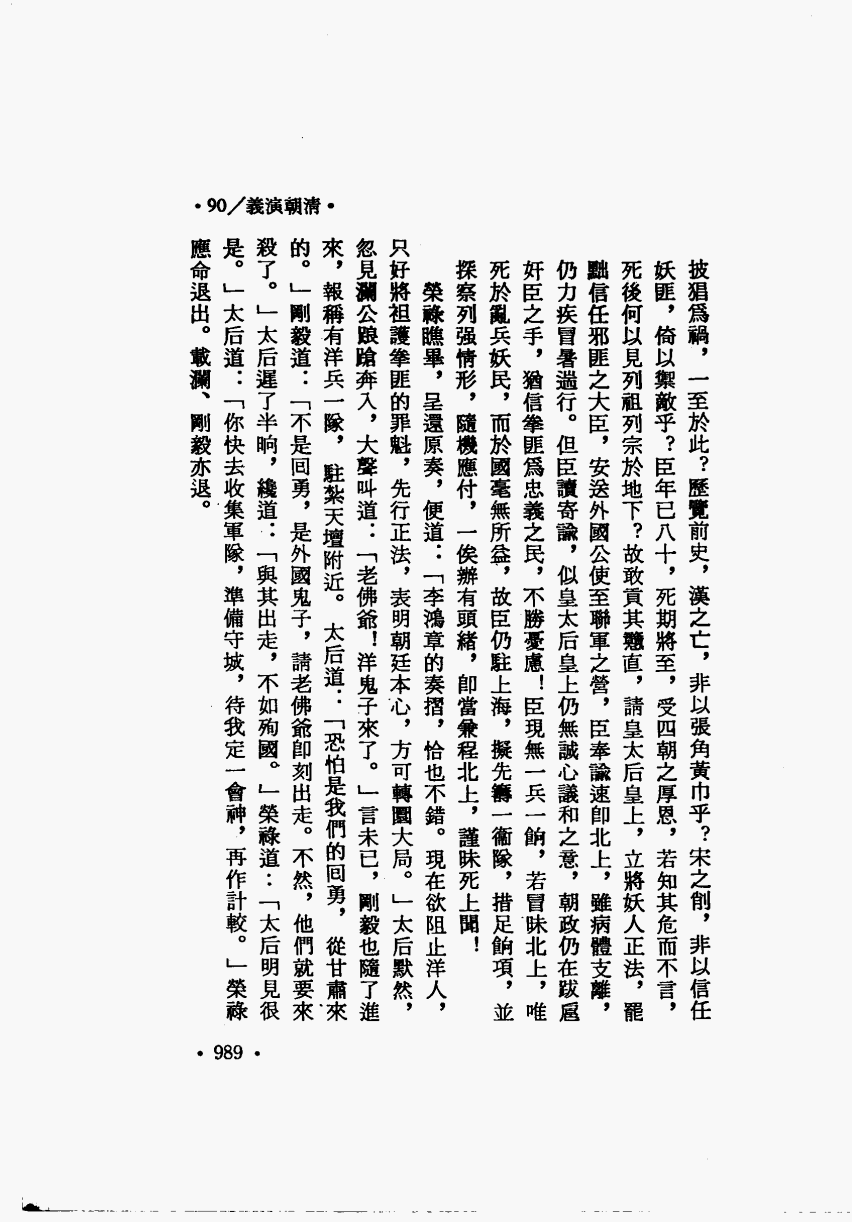 •90／義演朝清•
披猖爲禍，一至於此？歷覽前史，漢之亡，非以張角黃巾乎？宋之削，非以信任
妖匪，倚以禦敵乎？臣年已八十，死期將至，受四朝之厚恩，若知其危而不言，
死後何以見列祖列宗於地下？故敢貢其戇直，請皇太后皇上，立將妖人正法，罷
黜信任邪匪之大臣，安送外國公使至聯軍之營，臣奉諭速卽北上，雖病體支離，
仍力疾冒暑遄行。但臣讀寄諭，似皇太后皇上仍無誠心議和之意，朝政仍在跋扈
奸臣之手，猶信拳匪爲忠義之民，不勝憂慮！臣現無一兵一餉，若冒昧北上，唯
死於亂兵妖民，而於國毫無所益，故臣仍駐上海，擬先籌一衞隊，措足餉項，並
探察列强情形，隨機應付，一俟辦有頭緒，卽當兼程北上，謹昧死上聞！
榮祿瞧畢，呈還原奏，便道：「李鴻章的奏摺，恰也不錯。現在欲阻止洋人，
只好將祖護拳匪的罪魁，先行正法，表明朝廷本心，方可轉圜大局。」太后默然，
忽見瀾公踉蹌奔入，大聲叫道：「老佛爺！洋鬼子來了。」言未已，剛毅也隨了進
來，報稱有洋兵一隊，駐紮天壇附近。太后道：「恐怕是我們的囘勇，從甘肅來
的。」剛毅道：「不是囘勇，是外國鬼子，請老佛爺卽刻出走。不然，他們就要來
殺了。」太后遲了半晌，纔道：「與其出走，不如殉國。」榮祿道：「太后明見很
是。」太后道：「你快去收集軍隊，準備守城，待我定一會神，再作計較。」榮祿
應命退出。載瀾、剛毅亦退。
•989•